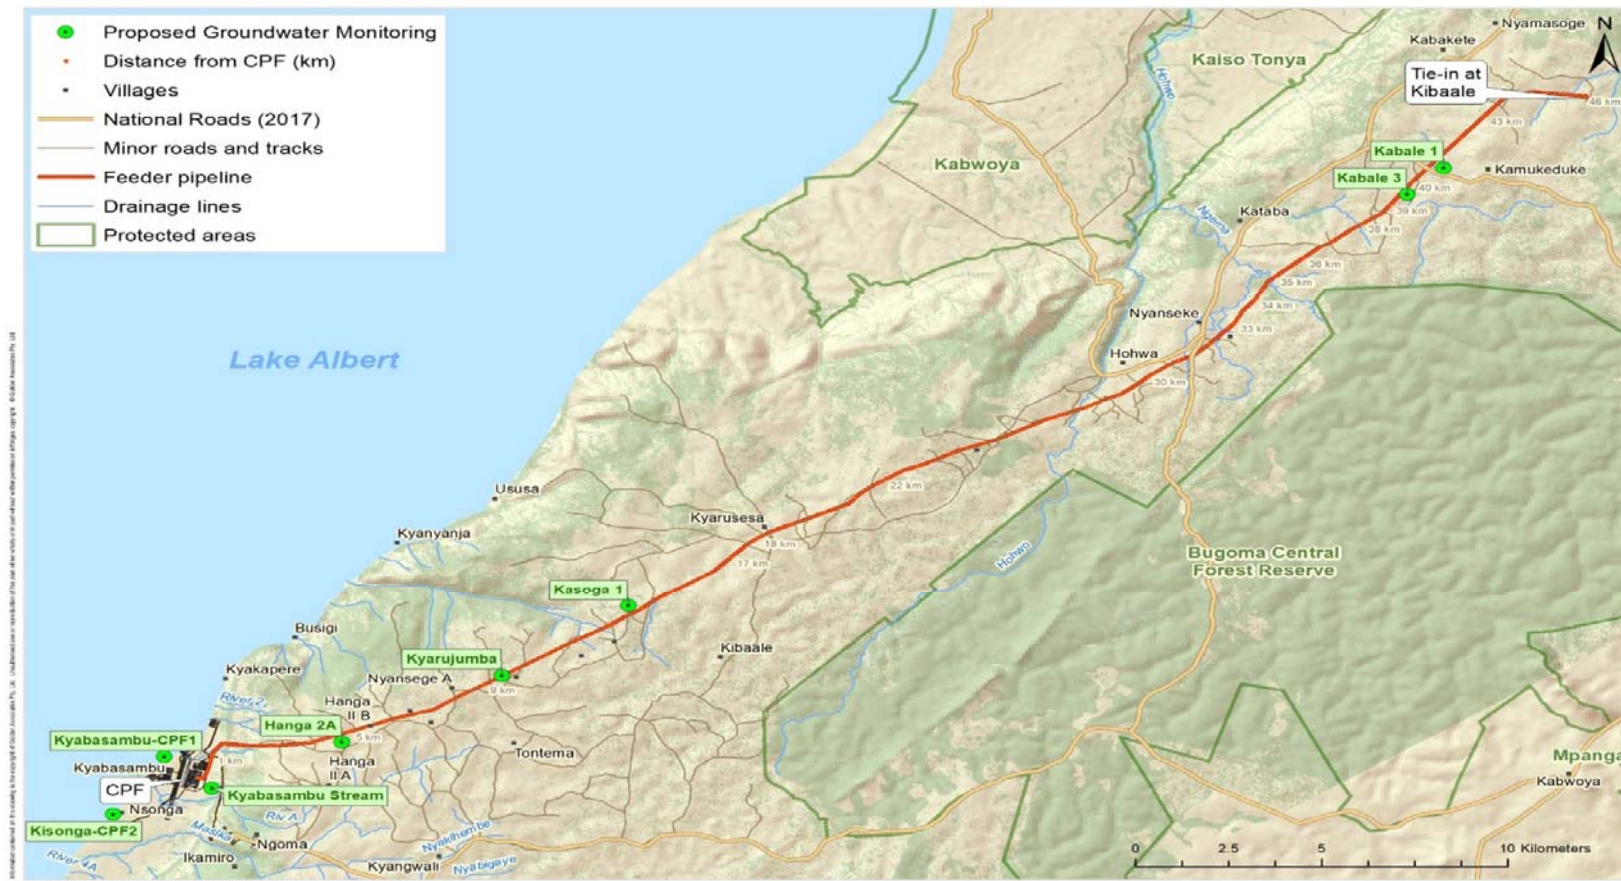 Proposed Groundwater Monitoring
Distance from CPF (km)
Villages
National Roads (2017)
Minor roads and tracks
Feeder pipeline
Drainage lines
Protected areas
Nyamasoge
N
Kabakete
Kaiso Tonya
Hohwo
Tie-in at
Kibaale
46 km
43 km
Kabwoya
Kabale 1
Kamukeduke
Kabale 3
40 km
39 km
Ngema
Kataba
38 km
36 km
35 km
34 km
Nyanseke
33 km
Lake Albert
Hohwa
30 km
22 km
Ususa
Kyarusesa
18 km
Kyanyanja
17 km
Hohwo
Bugoma Central
Forest Reserve
Kasoga 1
Busigi
Kibaale
Kyarujumba
Kyakapere
Nyansege A
9 km
River 2
Hanga
II B
Hanga 2A
5 km
Kyabasambu-CPF1
Tontema
Mpanga
1 km
Hanga
II A
Kyabasambu
Kabwoya
CPF
Kyabasambu Stream
Nsonga
Riv A
Kisonga-CPF2
Masika
Ngoma
Nyakihembe
River 4A
Ikamiro
Kyangwali
Nyabigaye
0 2.5 5 10 Kilometers